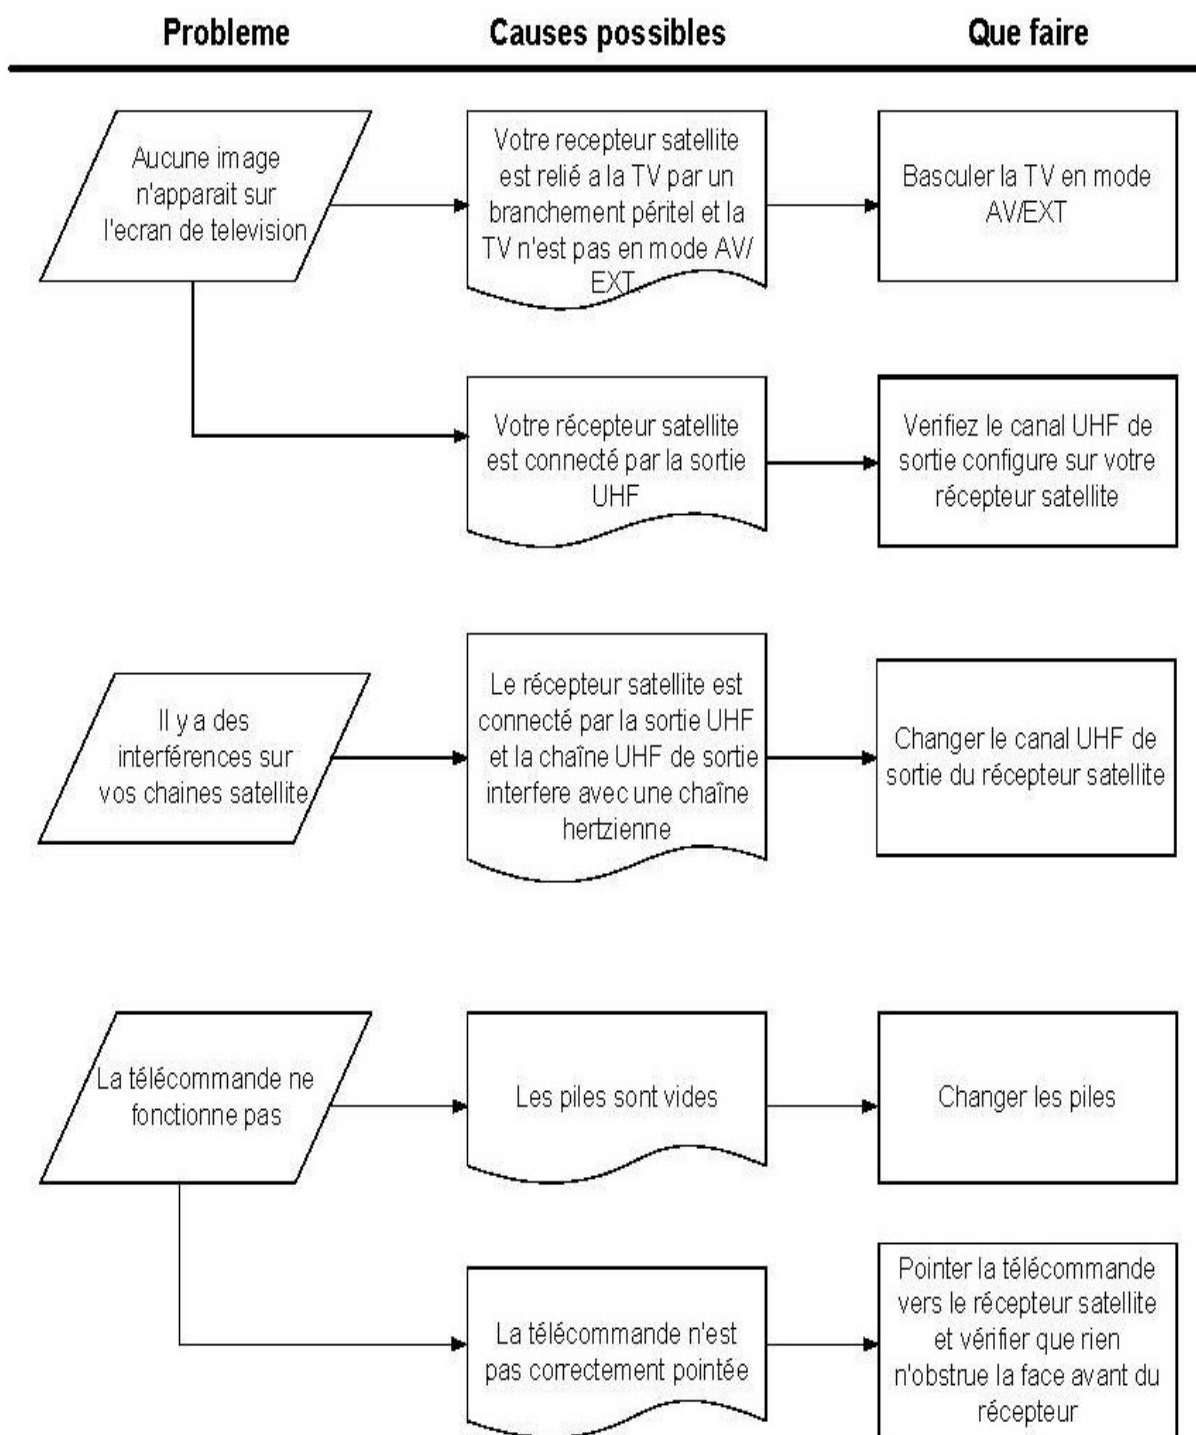 Probleme
Causes possibles
Que faire
Aucune image
n'apparait sur
l'ecran de television
Votre recepteur satellite
est relié a la TV par un
branchement péritel et la
TV n'est pas en mode AV/
EXT.
Basculer la TV en mode
AV/EXT
Votre récepteur satellite
est connecté par la sortie
UHF
Verifiez le canal UHF de
sortie configure sur votre
récepteur satellite
Il y a des
interférences sur
vos chaines satellite
Le récepteur satellite est
connecté par la sortie UHF
et la chaîne UHF de sortie
interfere avec une chaîne
hertzienne
Changer le canal UHF de
sortie du récepteur satellite
La télécommande ne
fonctionne pas
Les piles sont vides
Changer les piles
La télécommande n'est
pas correctement pointée
Pointer la télécommande
vers le récepteur satellite
et vérifier que rien
n'obstrue la face avant du
récepteur